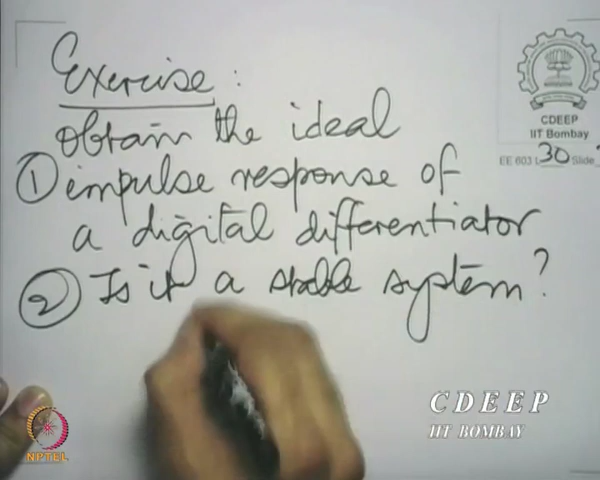 Exercise:
obtain the ideal
① impulse response of
a digital differentiator
② Is it a stable system?
CDEEP
IIT Bombay
EE 603 L 30 Slide
CDEEP
IIT BOMBAY
NPTEL